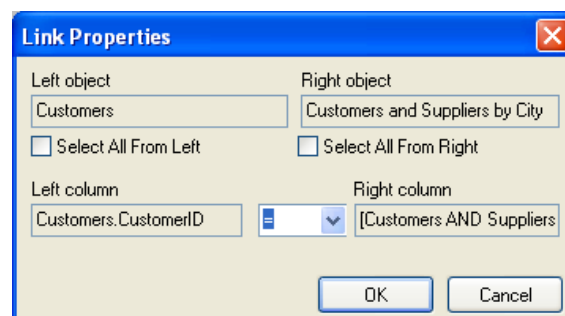 Link Properties
Left object Right object
Customers Customers and Suppliers by City
Select All From Left Select All From Right
Left column Right column
Customers.CustomerID = [Customers AND Suppliers
OK Cancel